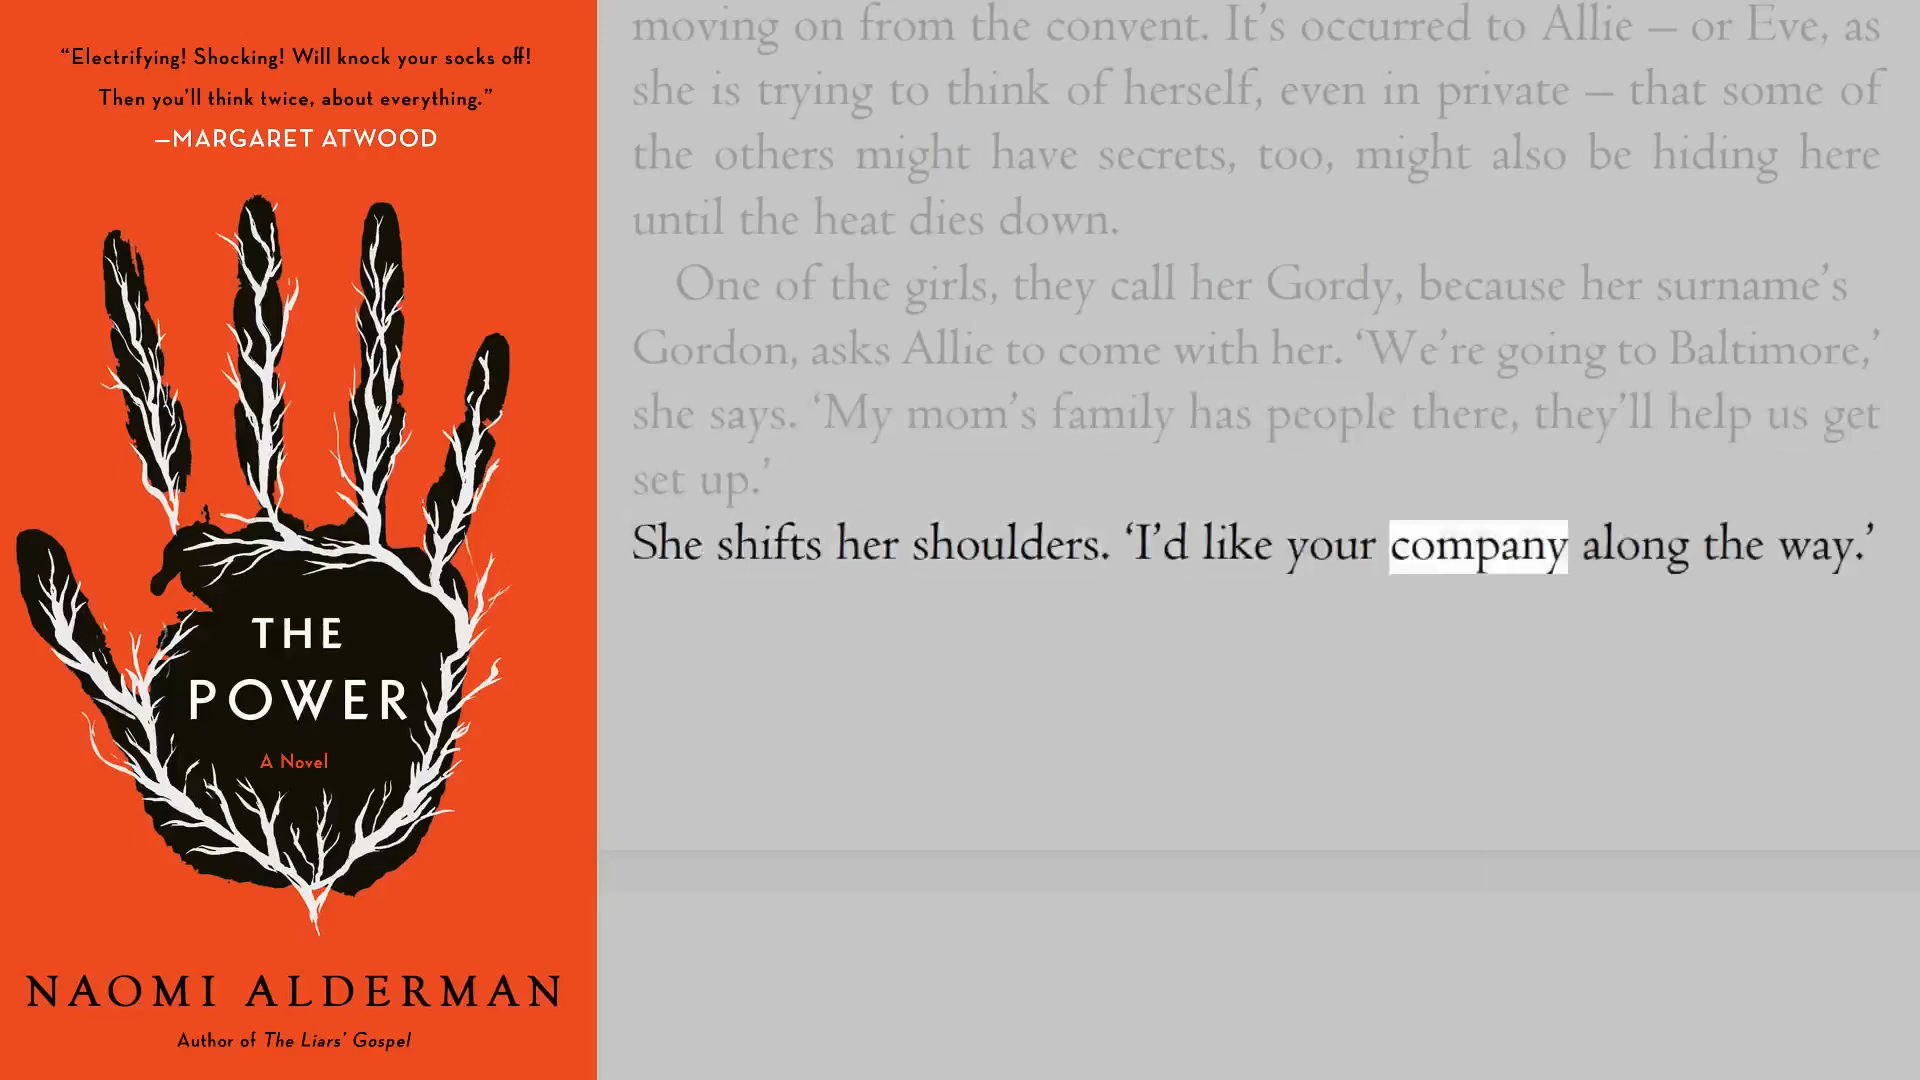 “Electrifying! Shocking! Will knock your socks off!
Then you’ll think twice, about everything.”
—MARGARET ATWOOD
THE
POWER
A Novel
NAOMI ALDERMAN
Author of The Liars’ Gospel
moving on from the convent. It’s occurred to Allie – or Eve, as
she is trying to think of herself, even in private – that some of
the others might have secrets, too, might also be hiding here
until the heat dies down.
One of the girls, they call her Gordy, because her surname’s
Gordon, asks Allie to come with her. ‘We’re going to Baltimore,’
she says. ‘My mom’s family has people there, they’ll help us get
set up.’
She shifts her shoulders. ‘I’d like your company along the way.’